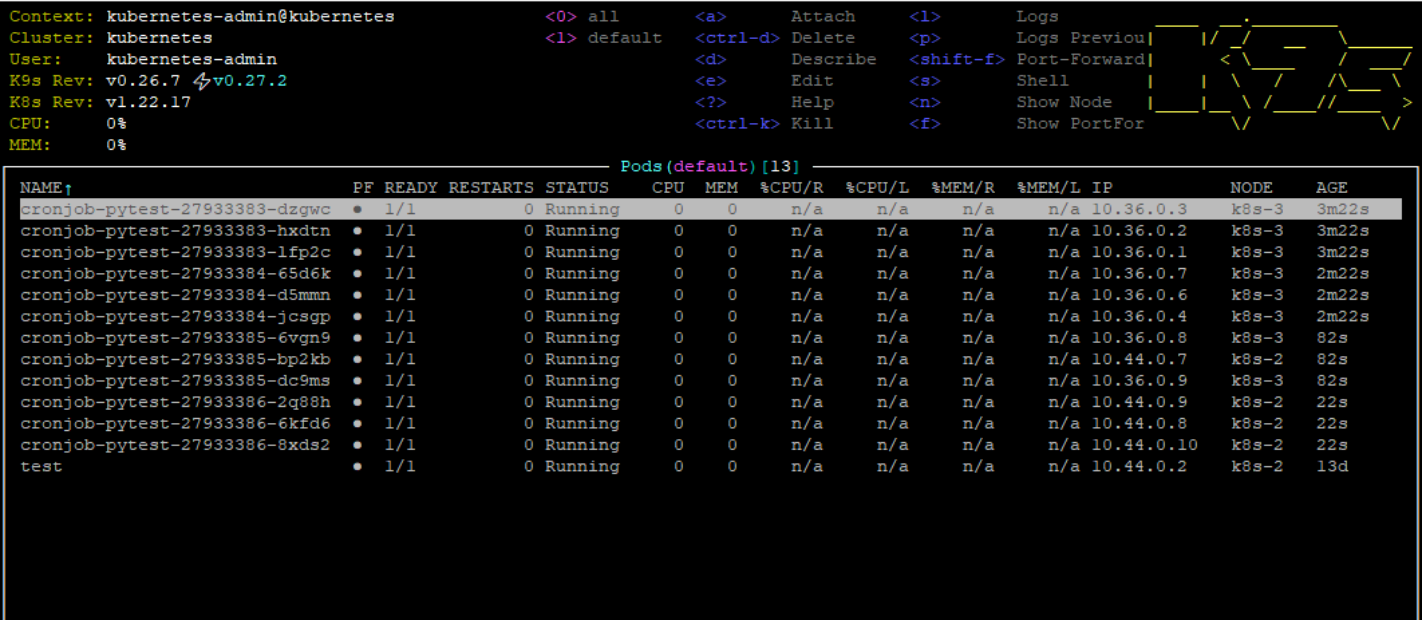 Context: kubernetes-admin@kubernetes <0> all <a> Attach <l> Logs
Cluster: kubernetes <1> default <ctrl-d> Delete <p> Logs Previou
User: kubernetes-admin <d> Describe <shift-f> Port-Forward
K9s Rev: v0.26.7 ⚡v0.27.2 <e> Edit <s> Shell
K8s Rev: v1.22.17 <?> Help <n> Show Node
CPU: 0% <ctrl-k> Kill <f> Show PortFor
MEM: 0%
Pods(default)[13]
NAME↑ PF READY RESTARTS STATUS CPU MEM %CPU/R %CPU/L %MEM/R %MEM/L IP NODE AGE
cronjob-pytest-27933383-dzgwc ● 1/1 0 Running 0 0 n/a n/a n/a n/a 10.36.0.3 k8s-3 3m22s
cronjob-pytest-27933383-hxdtn ● 1/1 0 Running 0 0 n/a n/a n/a n/a 10.36.0.2 k8s-3 3m22s
cronjob-pytest-27933383-lfp2c ● 1/1 0 Running 0 0 n/a n/a n/a n/a 10.36.0.1 k8s-3 3m22s
cronjob-pytest-27933384-65d6k ● 1/1 0 Running 0 0 n/a n/a n/a n/a 10.36.0.7 k8s-3 2m22s
cronjob-pytest-27933384-d5mmn ● 1/1 0 Running 0 0 n/a n/a n/a n/a 10.36.0.6 k8s-3 2m22s
cronjob-pytest-27933384-jcsgp ● 1/1 0 Running 0 0 n/a n/a n/a n/a 10.36.0.4 k8s-3 2m22s
cronjob-pytest-27933385-6vgn9 ● 1/1 0 Running 0 0 n/a n/a n/a n/a 10.36.0.8 k8s-3 82s
cronjob-pytest-27933385-bp2kb ● 1/1 0 Running 0 0 n/a n/a n/a n/a 10.44.0.7 k8s-2 82s
cronjob-pytest-27933385-dc9ms ● 1/1 0 Running 0 0 n/a n/a n/a n/a 10.36.0.9 k8s-3 82s
cronjob-pytest-27933386-2q88h ● 1/1 0 Running 0 0 n/a n/a n/a n/a 10.44.0.9 k8s-2 22s
cronjob-pytest-27933386-6kfd6 ● 1/1 0 Running 0 0 n/a n/a n/a n/a 10.44.0.8 k8s-2 22s
cronjob-pytest-27933386-8xds2 ● 1/1 0 Running 0 0 n/a n/a n/a n/a 10.44.0.10 k8s-2 22s
test ● 1/1 0 Running 0 0 n/a n/a n/a n/a 10.44.0.2 k8s-2 13d